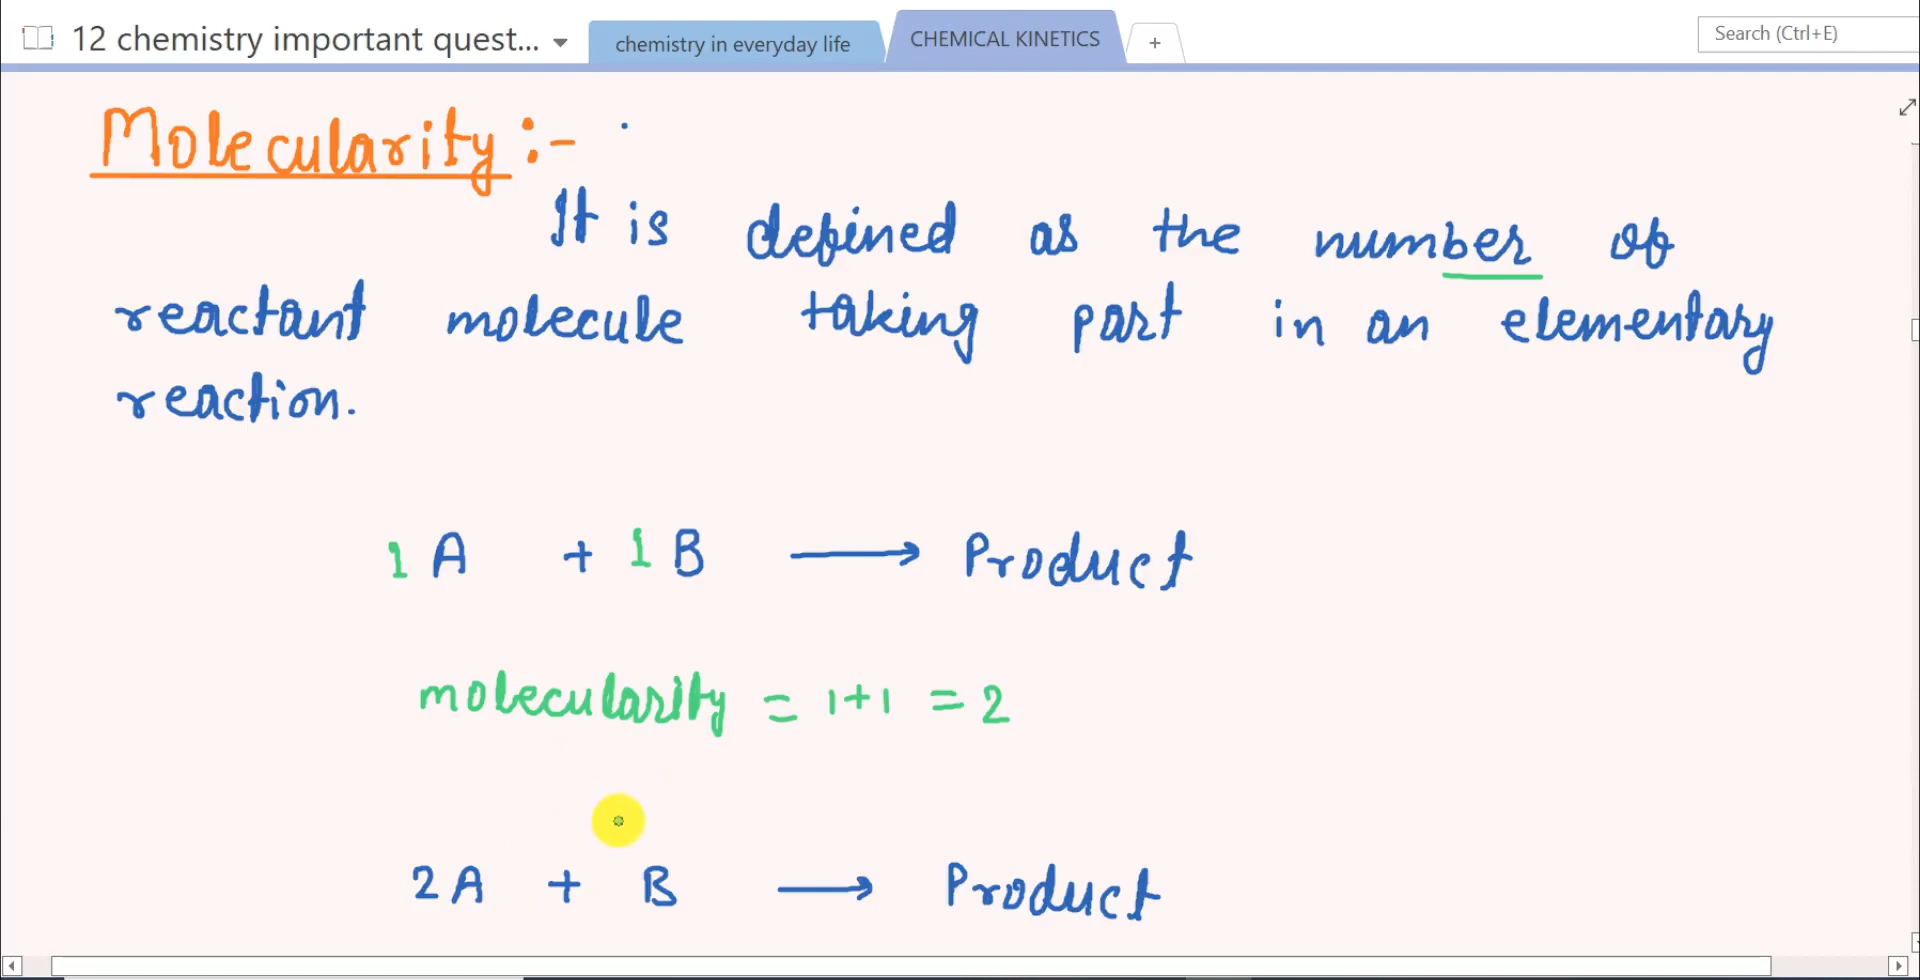 12 chemistry important quest...
chemistry in everyday life
CHEMICAL KINETICS
+
Search (Ctrl+E)
Molecularity :-
It is defined as the number of
reactant molecule taking part in an elementary
reaction.
1 A + 1 B ⟶ Product
molecularity = 1+1 = 2
2A + B ⟶ Product